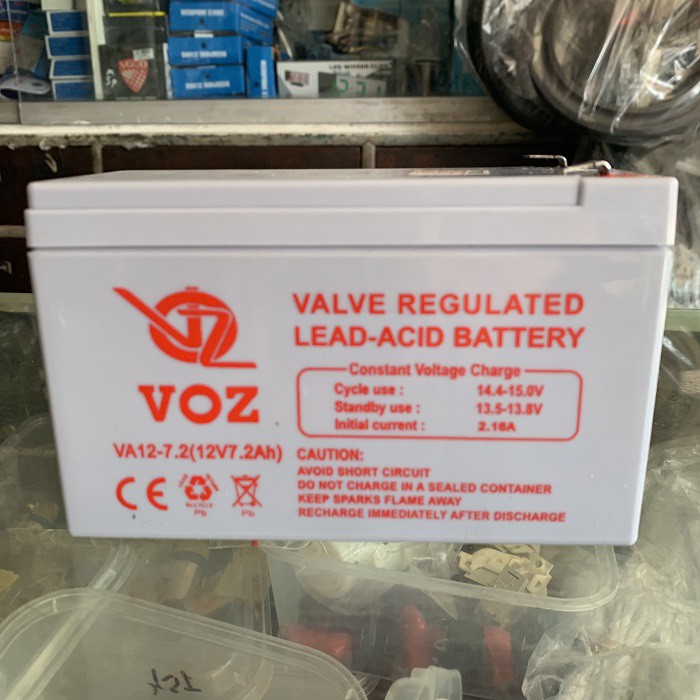 VOZ
VA12-7.2(12V7.2Ah)
CE
RECYCLE
Pb
Pb
VALVE REGULATED
LEAD-ACID BATTERY
Constant Voltage Charge
Cycle use : 14.4-15.0V
Standby use : 13.5-13.8V
Initial current : 2.16A
CAUTION:
AVOID SHORT CIRCUIT
DO NOT CHARGE IN A SEALED CONTAINER
KEEP SPARKS FLAME AWAY
RECHARGE IMMEDIATELY AFTER DISCHARGE